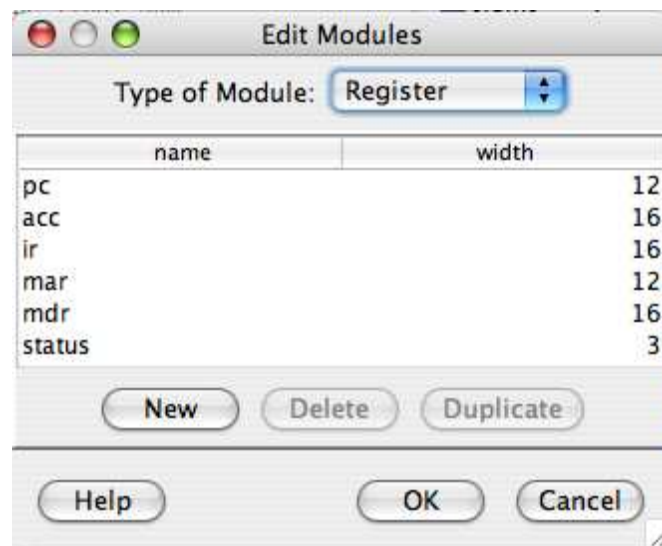 Edit Modules
Type of Module: Register
name width
pc 12
acc 16
ir 16
mar 12
mdr 16
status 3
New Delete Duplicate
Help OK Cancel